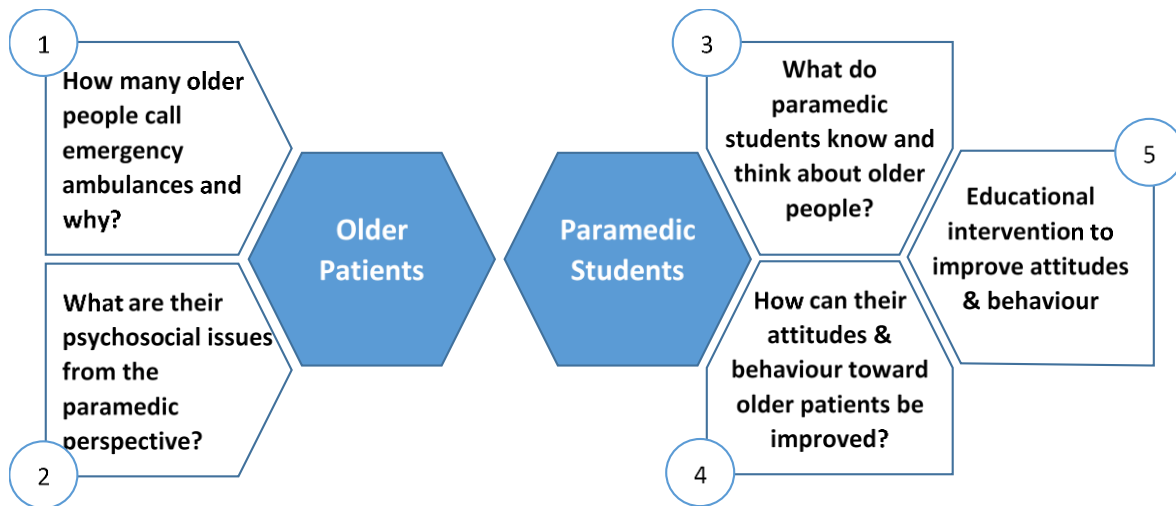 1
How many older
people call
emergency
ambulances and
why?
What are their
psychosocial issues
from the
paramedic
perspective?
2
Older
Patients
Paramedic
Students
3
What do
paramedic
students know and
think about older
people?
How can their
attitudes &
behaviour toward
older patients be
improved?
4
5
Educational
intervention to
improve attitudes
& behaviour